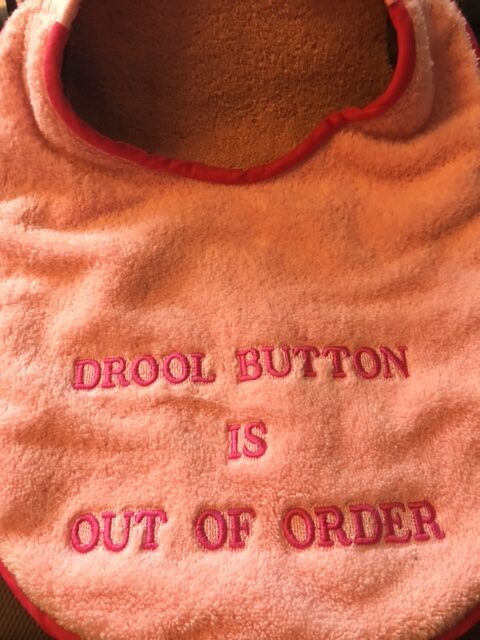 DROOL BUTTON
IS
OUT OF ORDER